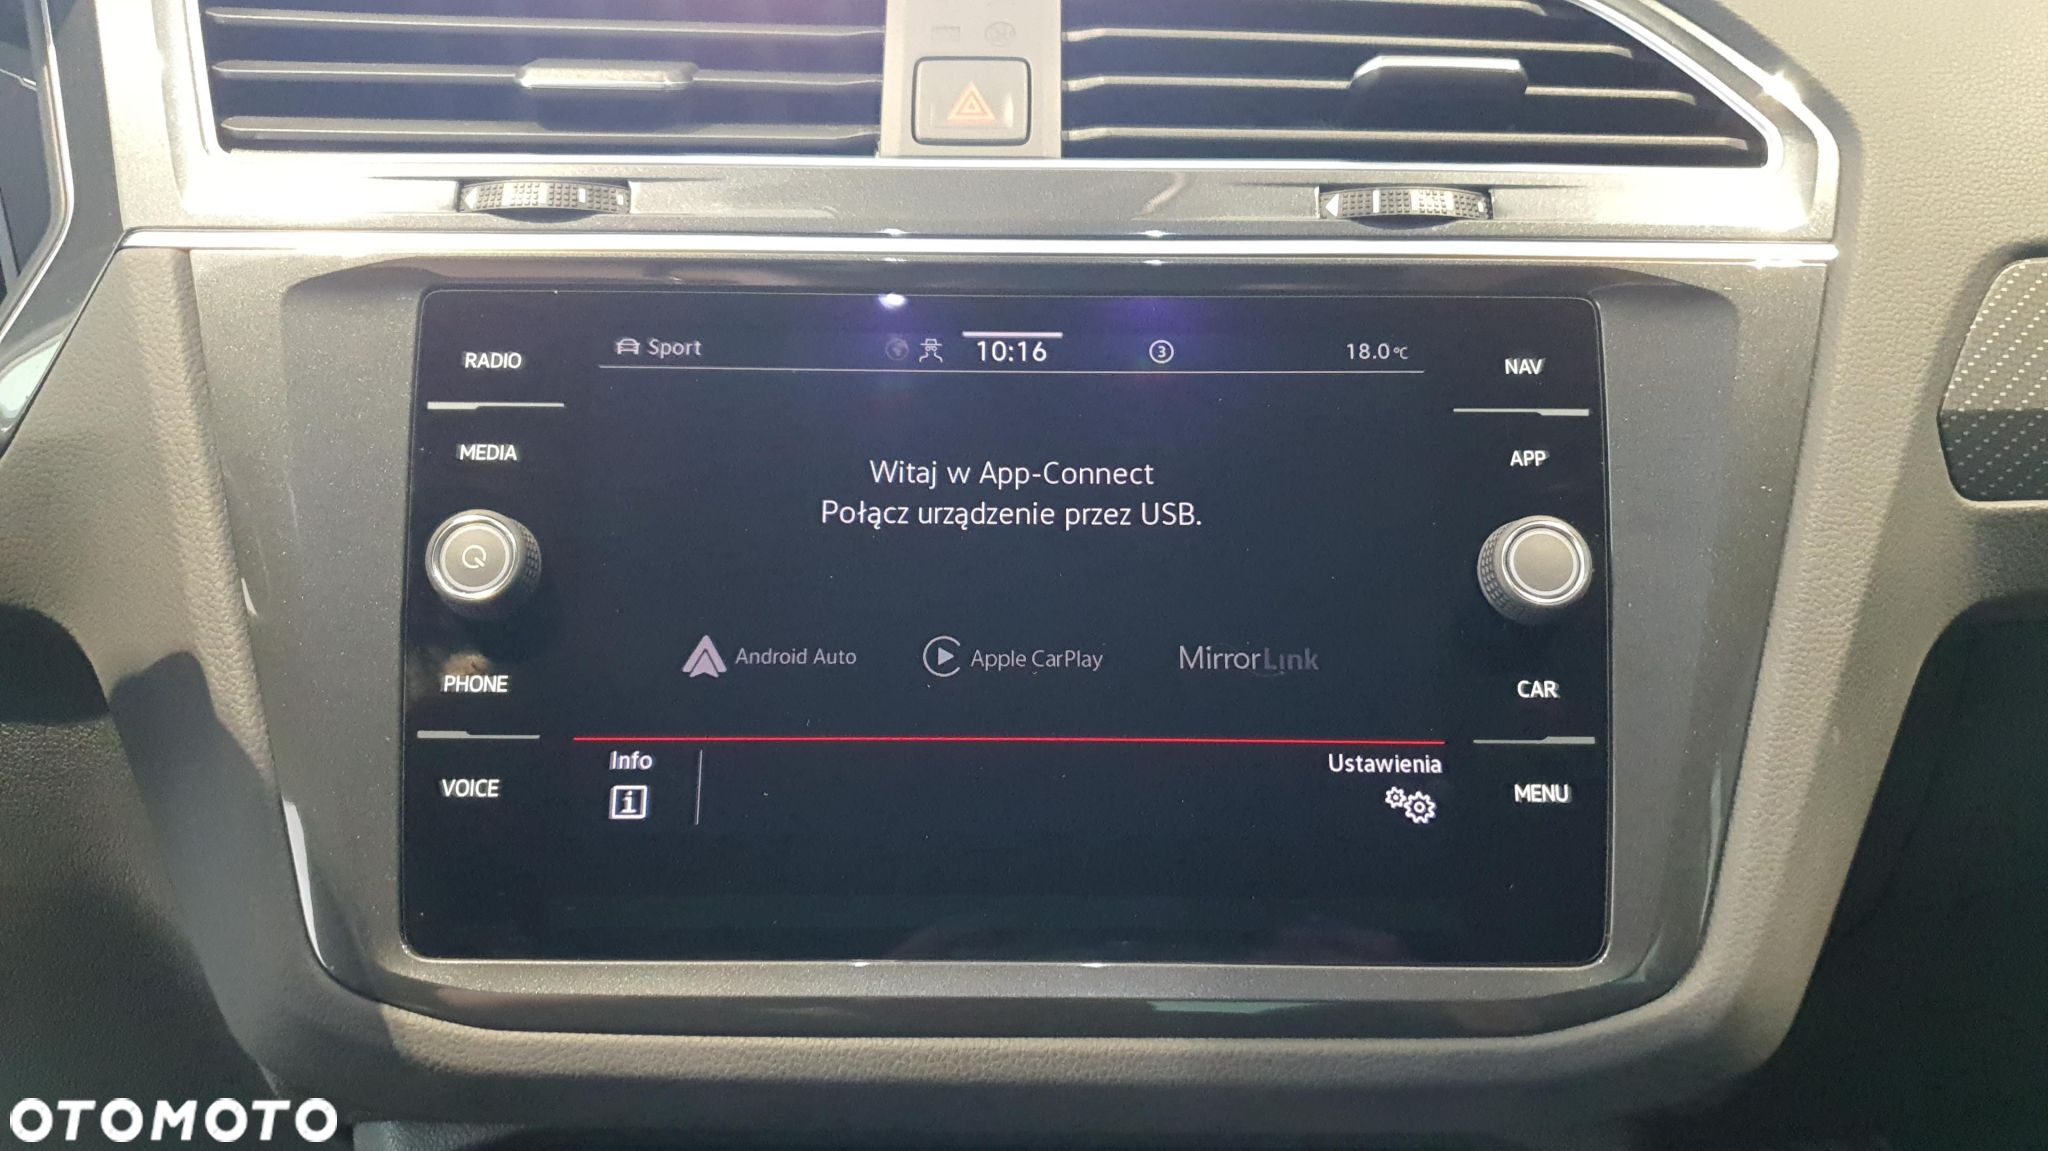 RADIO
MEDIA
PHONE
VOICE
Sport
10:16
3
18.0°C
Witaj w App-Connect
Połącz urządzenie przez USB.
Android Auto
Apple CarPlay
MirrorLink
Info
i
Ustawienia
NAV
APP
CAR
MENU
OTOMOTO